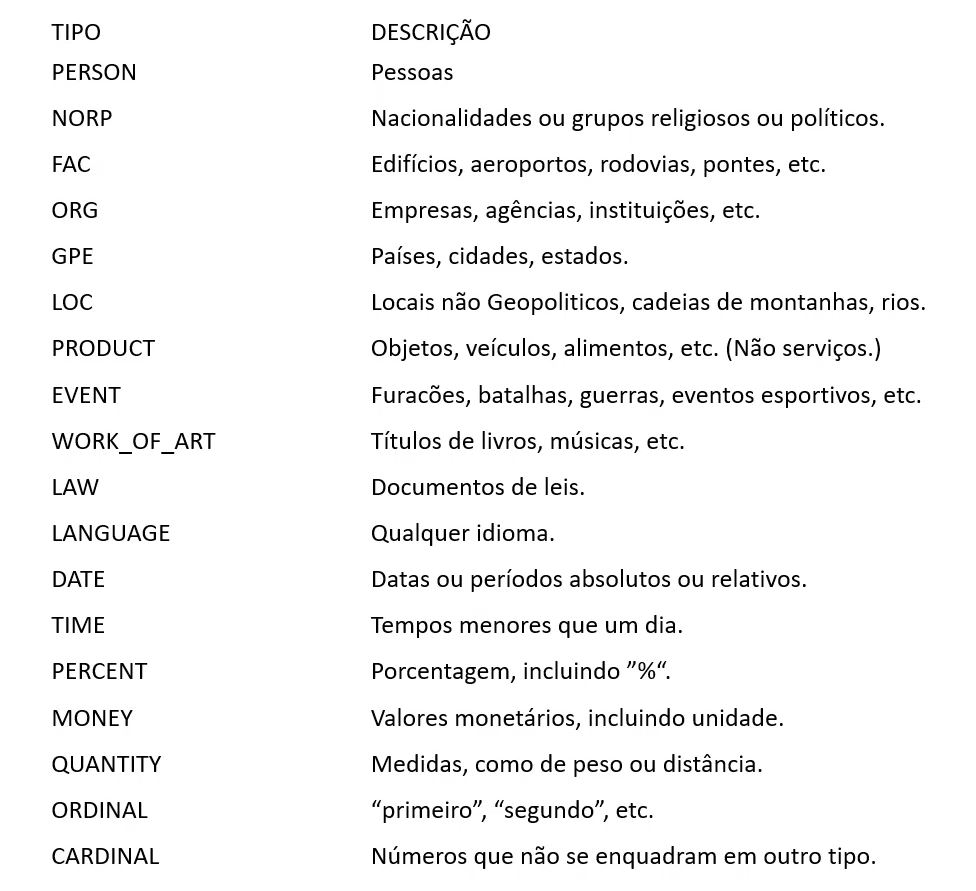 TIPO DESCRIÇÃO
PERSON Pessoas
NORP Nacionalidades ou grupos religiosos ou políticos.
FAC Edifícios, aeroportos, rodovias, pontes, etc.
ORG Empresas, agências, instituições, etc.
GPE Países, cidades, estados.
LOC Locais não Geopoliticos, cadeias de montanhas, rios.
PRODUCT Objetos, veículos, alimentos, etc. (Não serviços.)
EVENT Furacões, batalhas, guerras, eventos esportivos, etc.
WORK_OF_ART Títulos de livros, músicas, etc.
LAW Documentos de leis.
LANGUAGE Qualquer idioma.
DATE Datas ou períodos absolutos ou relativos.
TIME Tempos menores que um dia.
PERCENT Porcentagem, incluindo ”%“.
MONEY Valores monetários, incluindo unidade.
QUANTITY Medidas, como de peso ou distância.
ORDINAL “primeiro”, “segundo”, etc.
CARDINAL Números que não se enquadram em outro tipo.